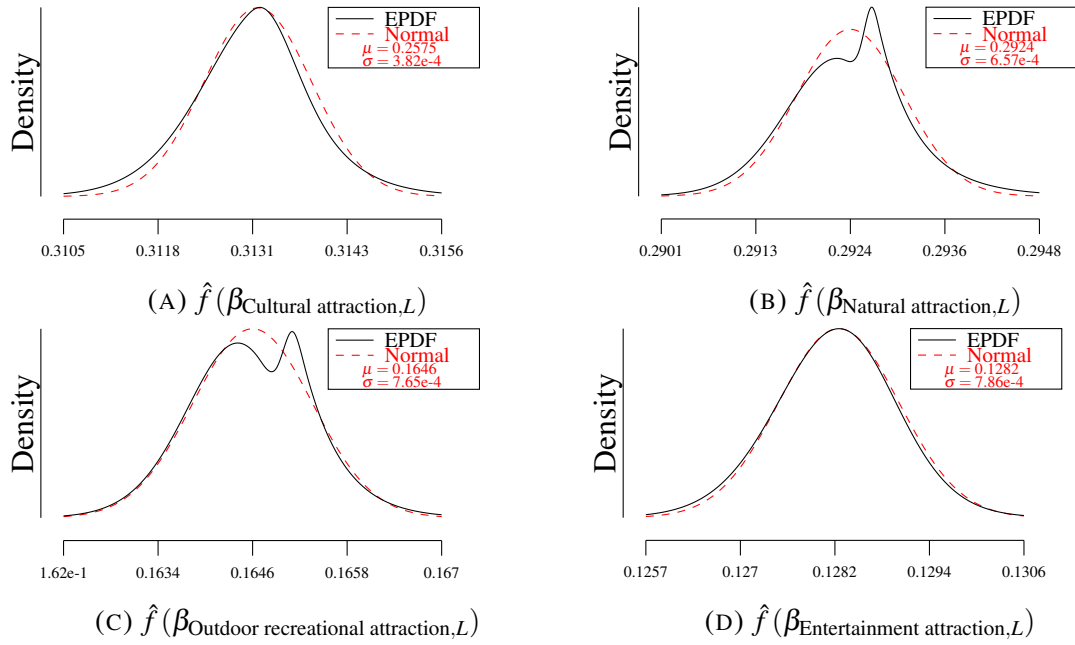 Density
EPDF
Normal
μ = 0.2575
σ = 3.82e-4
0.3105 0.3118 0.3131 0.3143 0.3156
(A) f̂(β_Cultural attraction,L)
Density
EPDF
Normal
μ = 0.2924
σ = 6.57e-4
0.2901 0.2913 0.2924 0.2936 0.2948
(B) f̂(β_Natural attraction,L)
Density
EPDF
Normal
μ = 0.1646
σ = 7.65e-4
1.62e-1 0.1634 0.1646 0.1658 0.167
(C) f̂(β_Outdoor recreational attraction,L)
Density
EPDF
Normal
μ = 0.1282
σ = 7.86e-4
0.1257 0.127 0.1282 0.1294 0.1306
(D) f̂(β_Entertainment attraction,L)